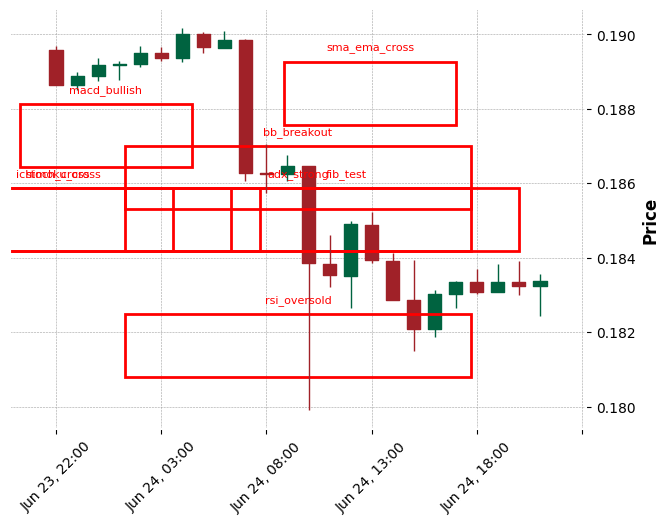 sma_ema_cross
macd_bullish
bb_breakout
adx_strong
fib_test
rsi_oversold
0.190
0.188
0.186
0.184
0.182
0.180
Price
Jun 23, 22:00
Jun 24, 03:00
Jun 24, 08:00
Jun 24, 13:00
Jun 24, 18:00